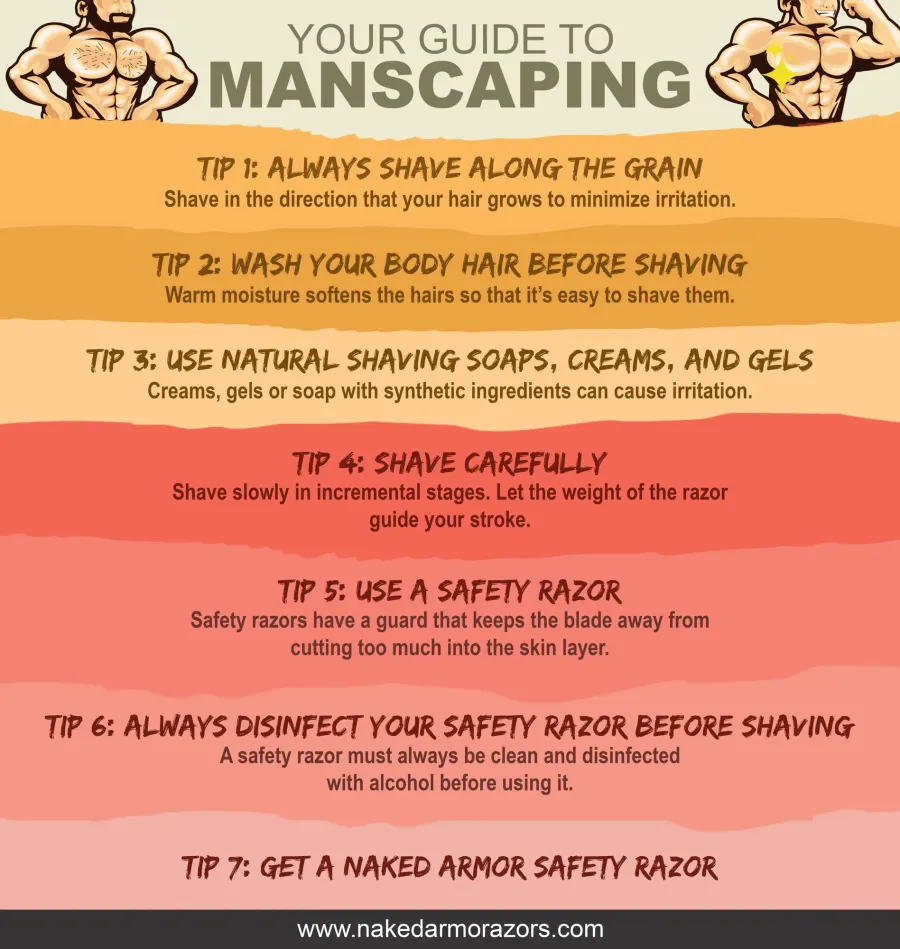 YOUR GUIDE TO
MANSCAPING
TIP 1: ALWAYS SHAVE ALONG THE GRAIN
Shave in the direction that your hair grows to minimize irritation.
TIP 2: WASH YOUR BODY HAIR BEFORE SHAVING
Warm moisture softens the hairs so that it's easy to shave them.
TIP 3: USE NATURAL SHAVING SOAPS, CREAMS, AND GELS
Creams, gels or soap with synthetic ingredients can cause irritation.
TIP 4: SHAVE CAREFULLY
Shave slowly in incremental stages. Let the weight of the razor
guide your stroke.
TIP 5: USE A SAFETY RAZOR
Safety razors have a guard that keeps the blade away from
cutting too much into the skin layer.
TIP 6: ALWAYS DISINFECT YOUR SAFETY RAZOR BEFORE SHAVING
A safety razor must always be clean and disinfected
with alcohol before using it.
TIP 7: GET A NAKED ARMOR SAFETY RAZOR
www.nakedarmorazors.com